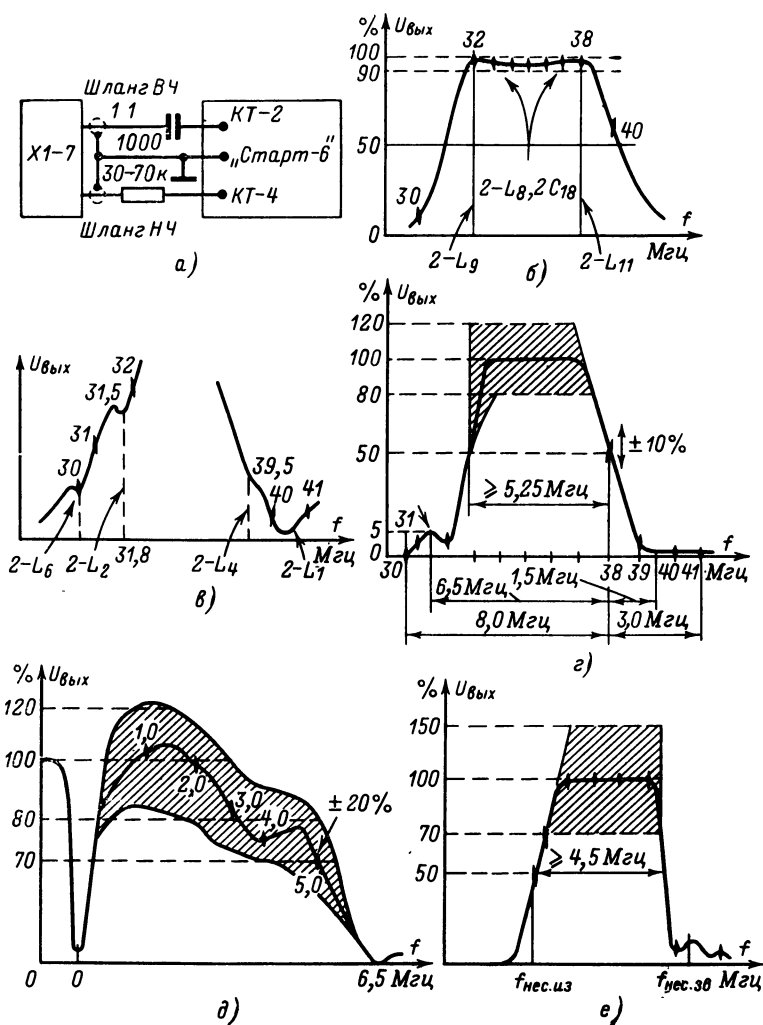 Шланг ВЧ
1 1
КТ-2
Х1-7
1000
„Старт-6"
30-70к
КТ-4
Шланг НЧ
а)
% Uвых
100
90
50
0
32
38
40
30
2-L8, 2C18
f
Мгц
2-L9
2-L11
б)
Uвых
32
31,5
31
30
39,5
40
41
f
Мгц
2-L6
2-L2
31,8
2-L4
2-L1
в)
% Uвых
120
100
80
50
5
0
±10%
≥ 5,25 Мгц
31
30
38
39
40
41
f
Мгц
6,5 Мгц
1,5 Мгц
8,0 Мгц
3,0 Мгц
г)
% Uвых
120
100
80
70
1,0
2,0
3,0
4,0
5,0
±20%
f
0
0
6,5 Мгц
д)
% Uвых
150
100
70
50
≥ 4,5 Мгц
f
fнес.из
fнес.зв
Мгц
е)